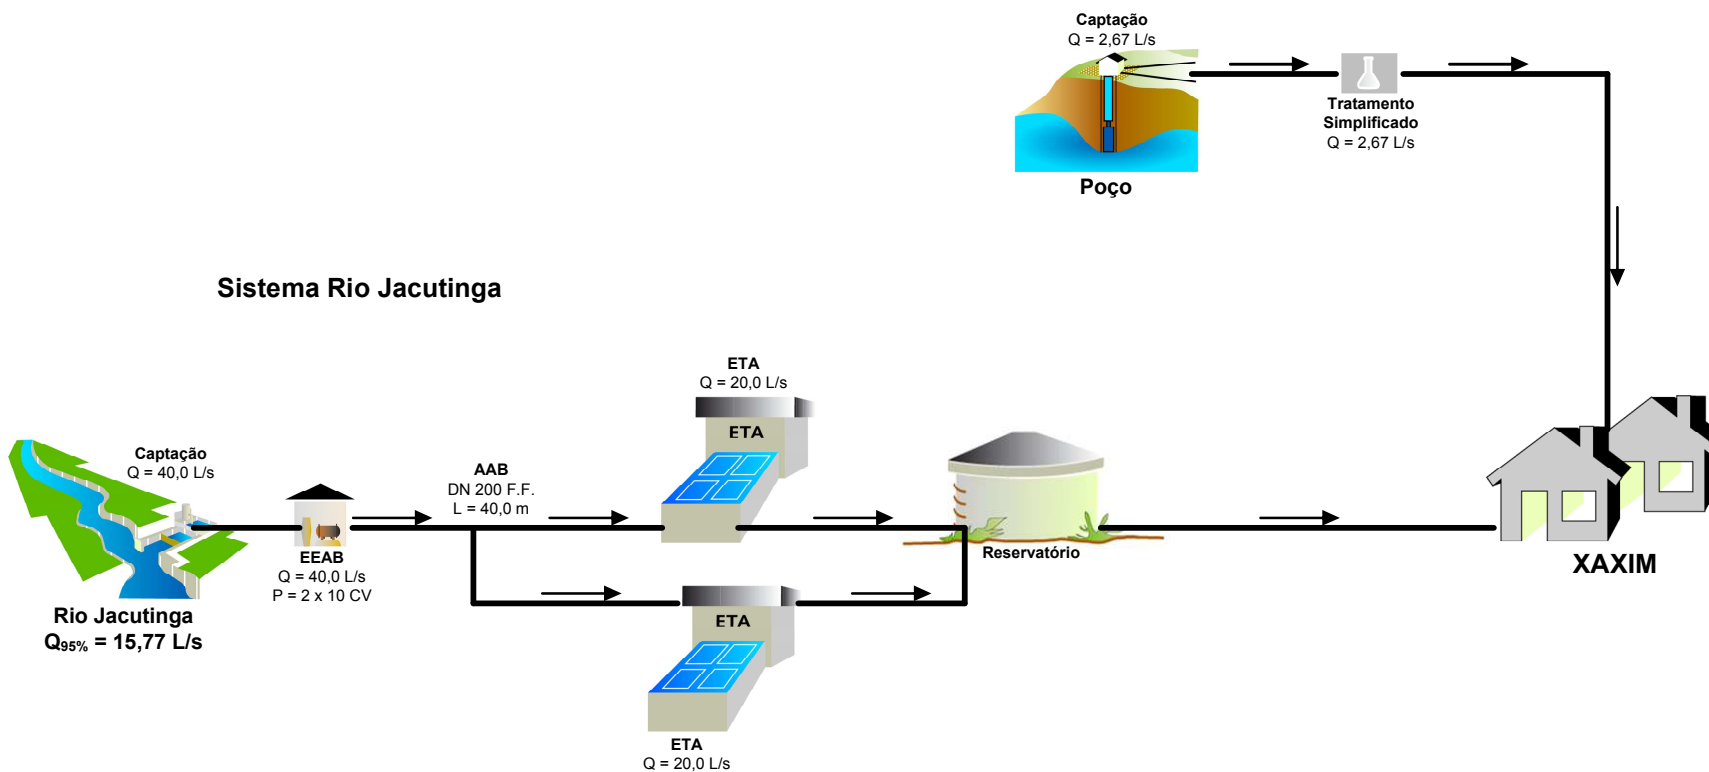 Captação
Q = 2,67 L/s
Tratamento
Simplificado
Q = 2,67 L/s
Poço
Sistema Rio Jacutinga
ETA
Q = 20,0 L/s
ETA
Captação
Q = 40,0 L/s
AAB
DN 200 F.F.
L = 40,0 m
EEAB
Q = 40,0 L/s
P = 2 x 10 CV
Reservatório
XAXIM
Rio Jacutinga
Q95% = 15,77 L/s
ETA
ETA
Q = 20,0 L/s